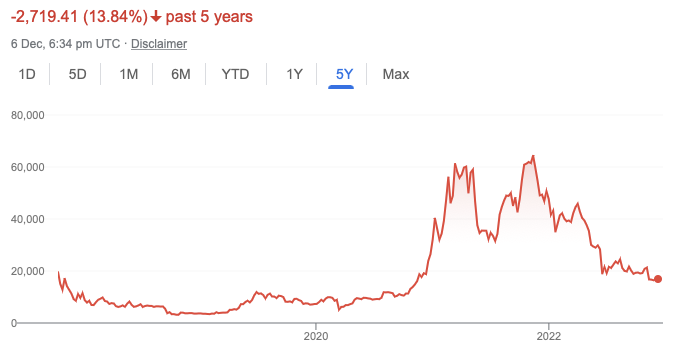 -2,719.41 (13.84%) ↓ past 5 years
6 Dec, 6:34 pm UTC · Disclaimer
1D 5D 1M 6M YTD 1Y 5Y Max
80,000
60,000
40,000
20,000
0
2020 2022